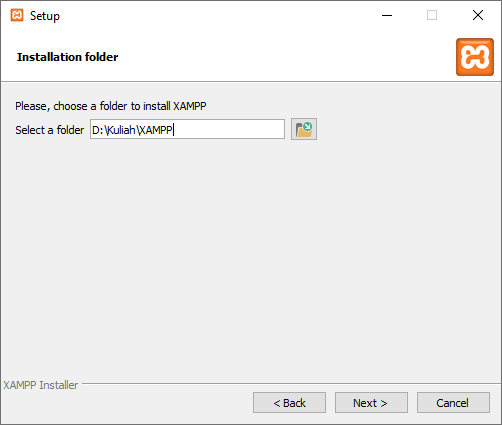 Setup
Installation folder
Please, choose a folder to install XAMPP
Select a folder D:\Kuliah\XAMPP
XAMPP Installer
< Back Next > Cancel